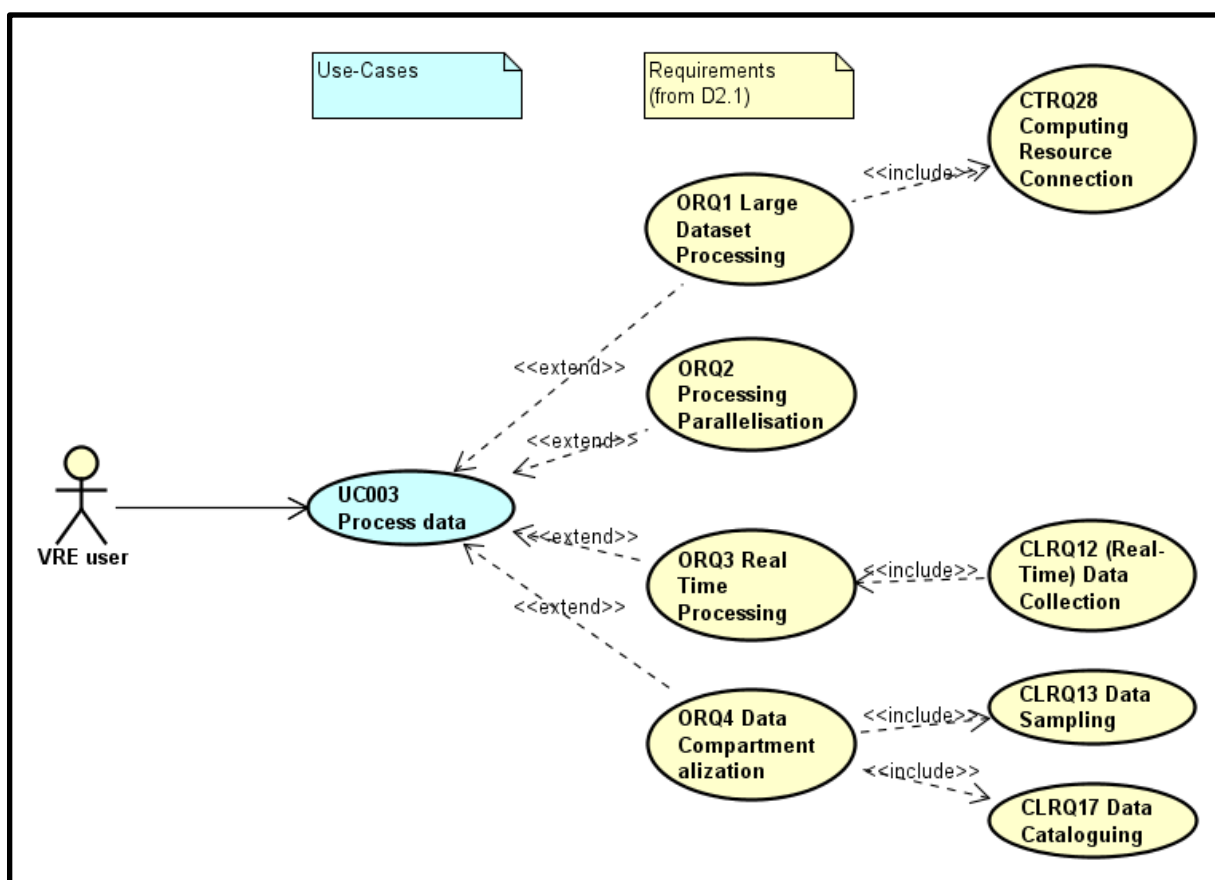 Use-Cases
Requirements
(from D2.1)
CTRQ28
Computing
Resource
Connection
<<include>>
ORQ1 Large
Dataset
Processing
<<extend>>
ORQ2
Processing
Parallelisation
<<extend>>
UC003
Process data
VRE user
<<extend>>
ORQ3 Real
Time
Processing
<<include>>
CLRQ12 (Real-
Time) Data
Collection
<<extend>>
ORQ4 Data
Compartment
alization
<<include>>
CLRQ13 Data
Sampling
<<include>>
CLRQ17 Data
Cataloguing